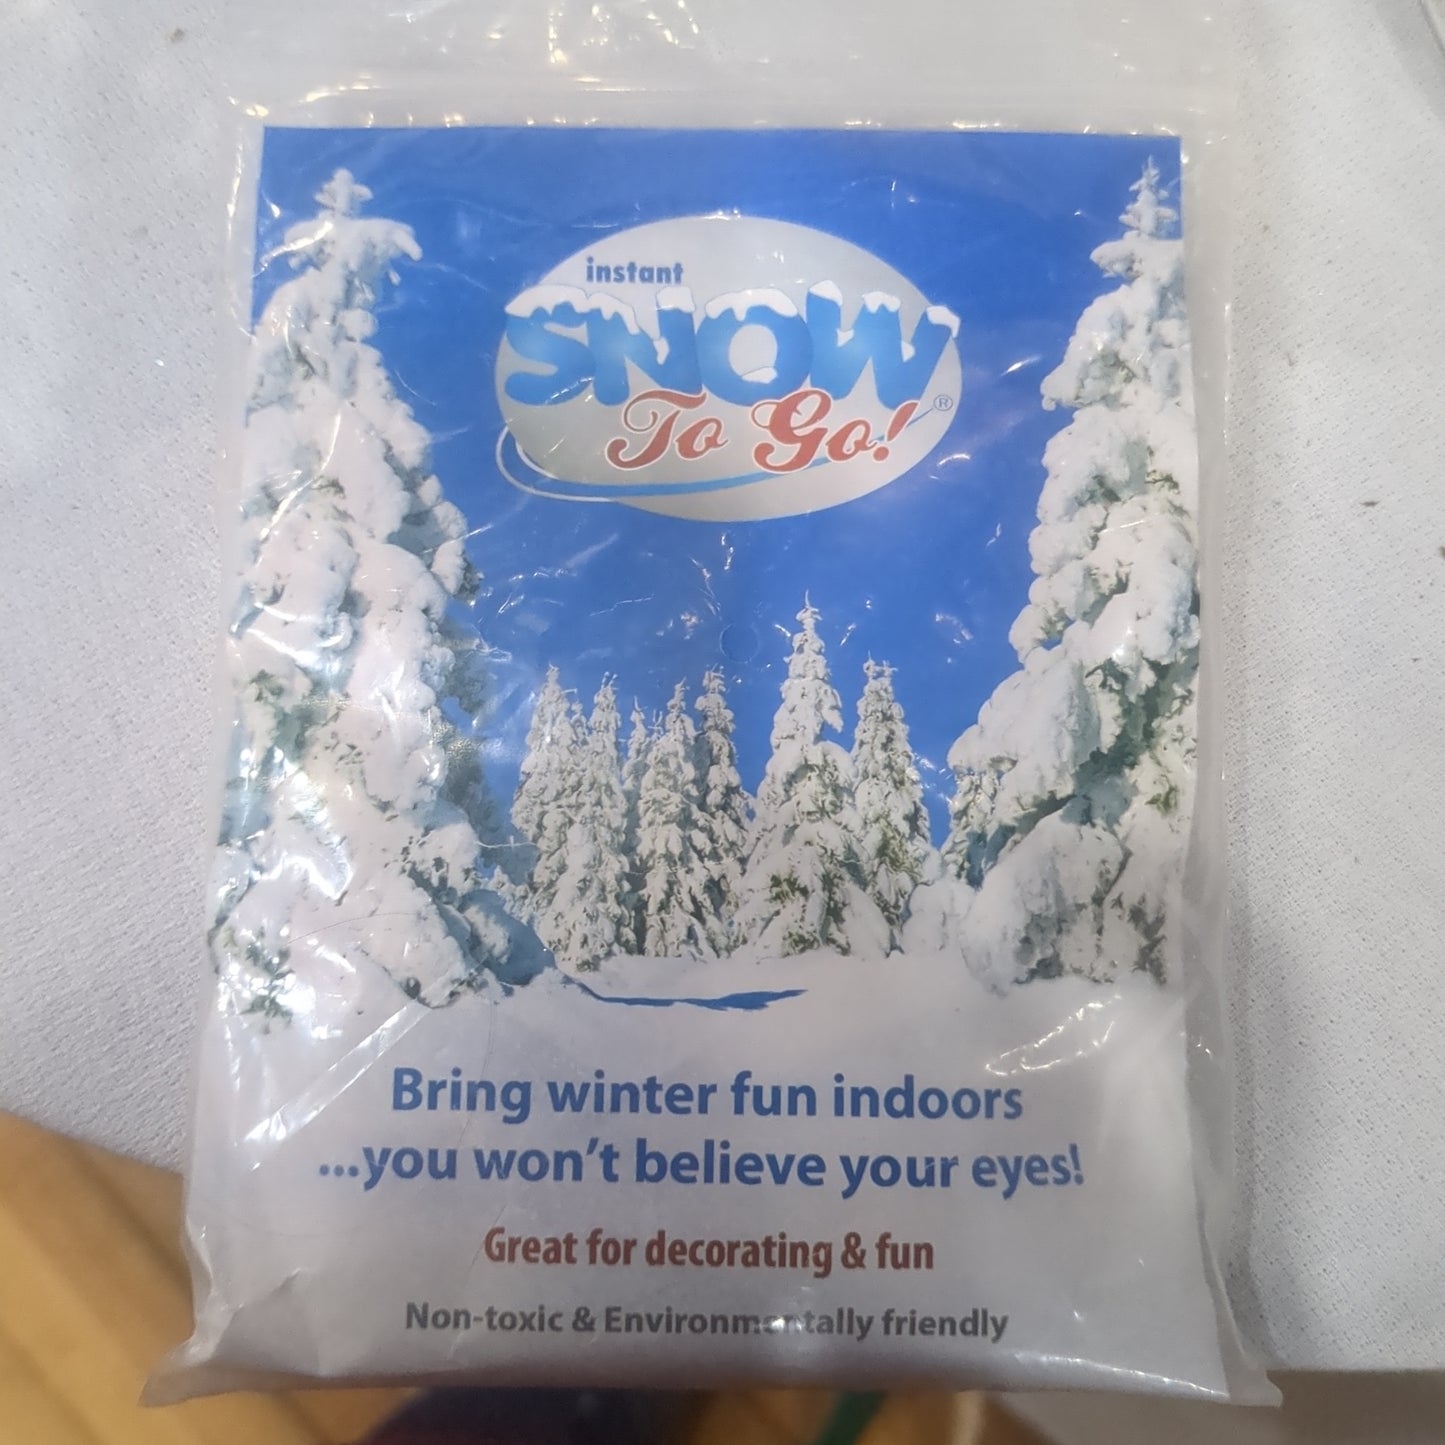 instant
SNOW
To Go!®
Bring winter fun indoors
...you won't believe your eyes!
Great for decorating & fun
Non-toxic & Environmentally friendly